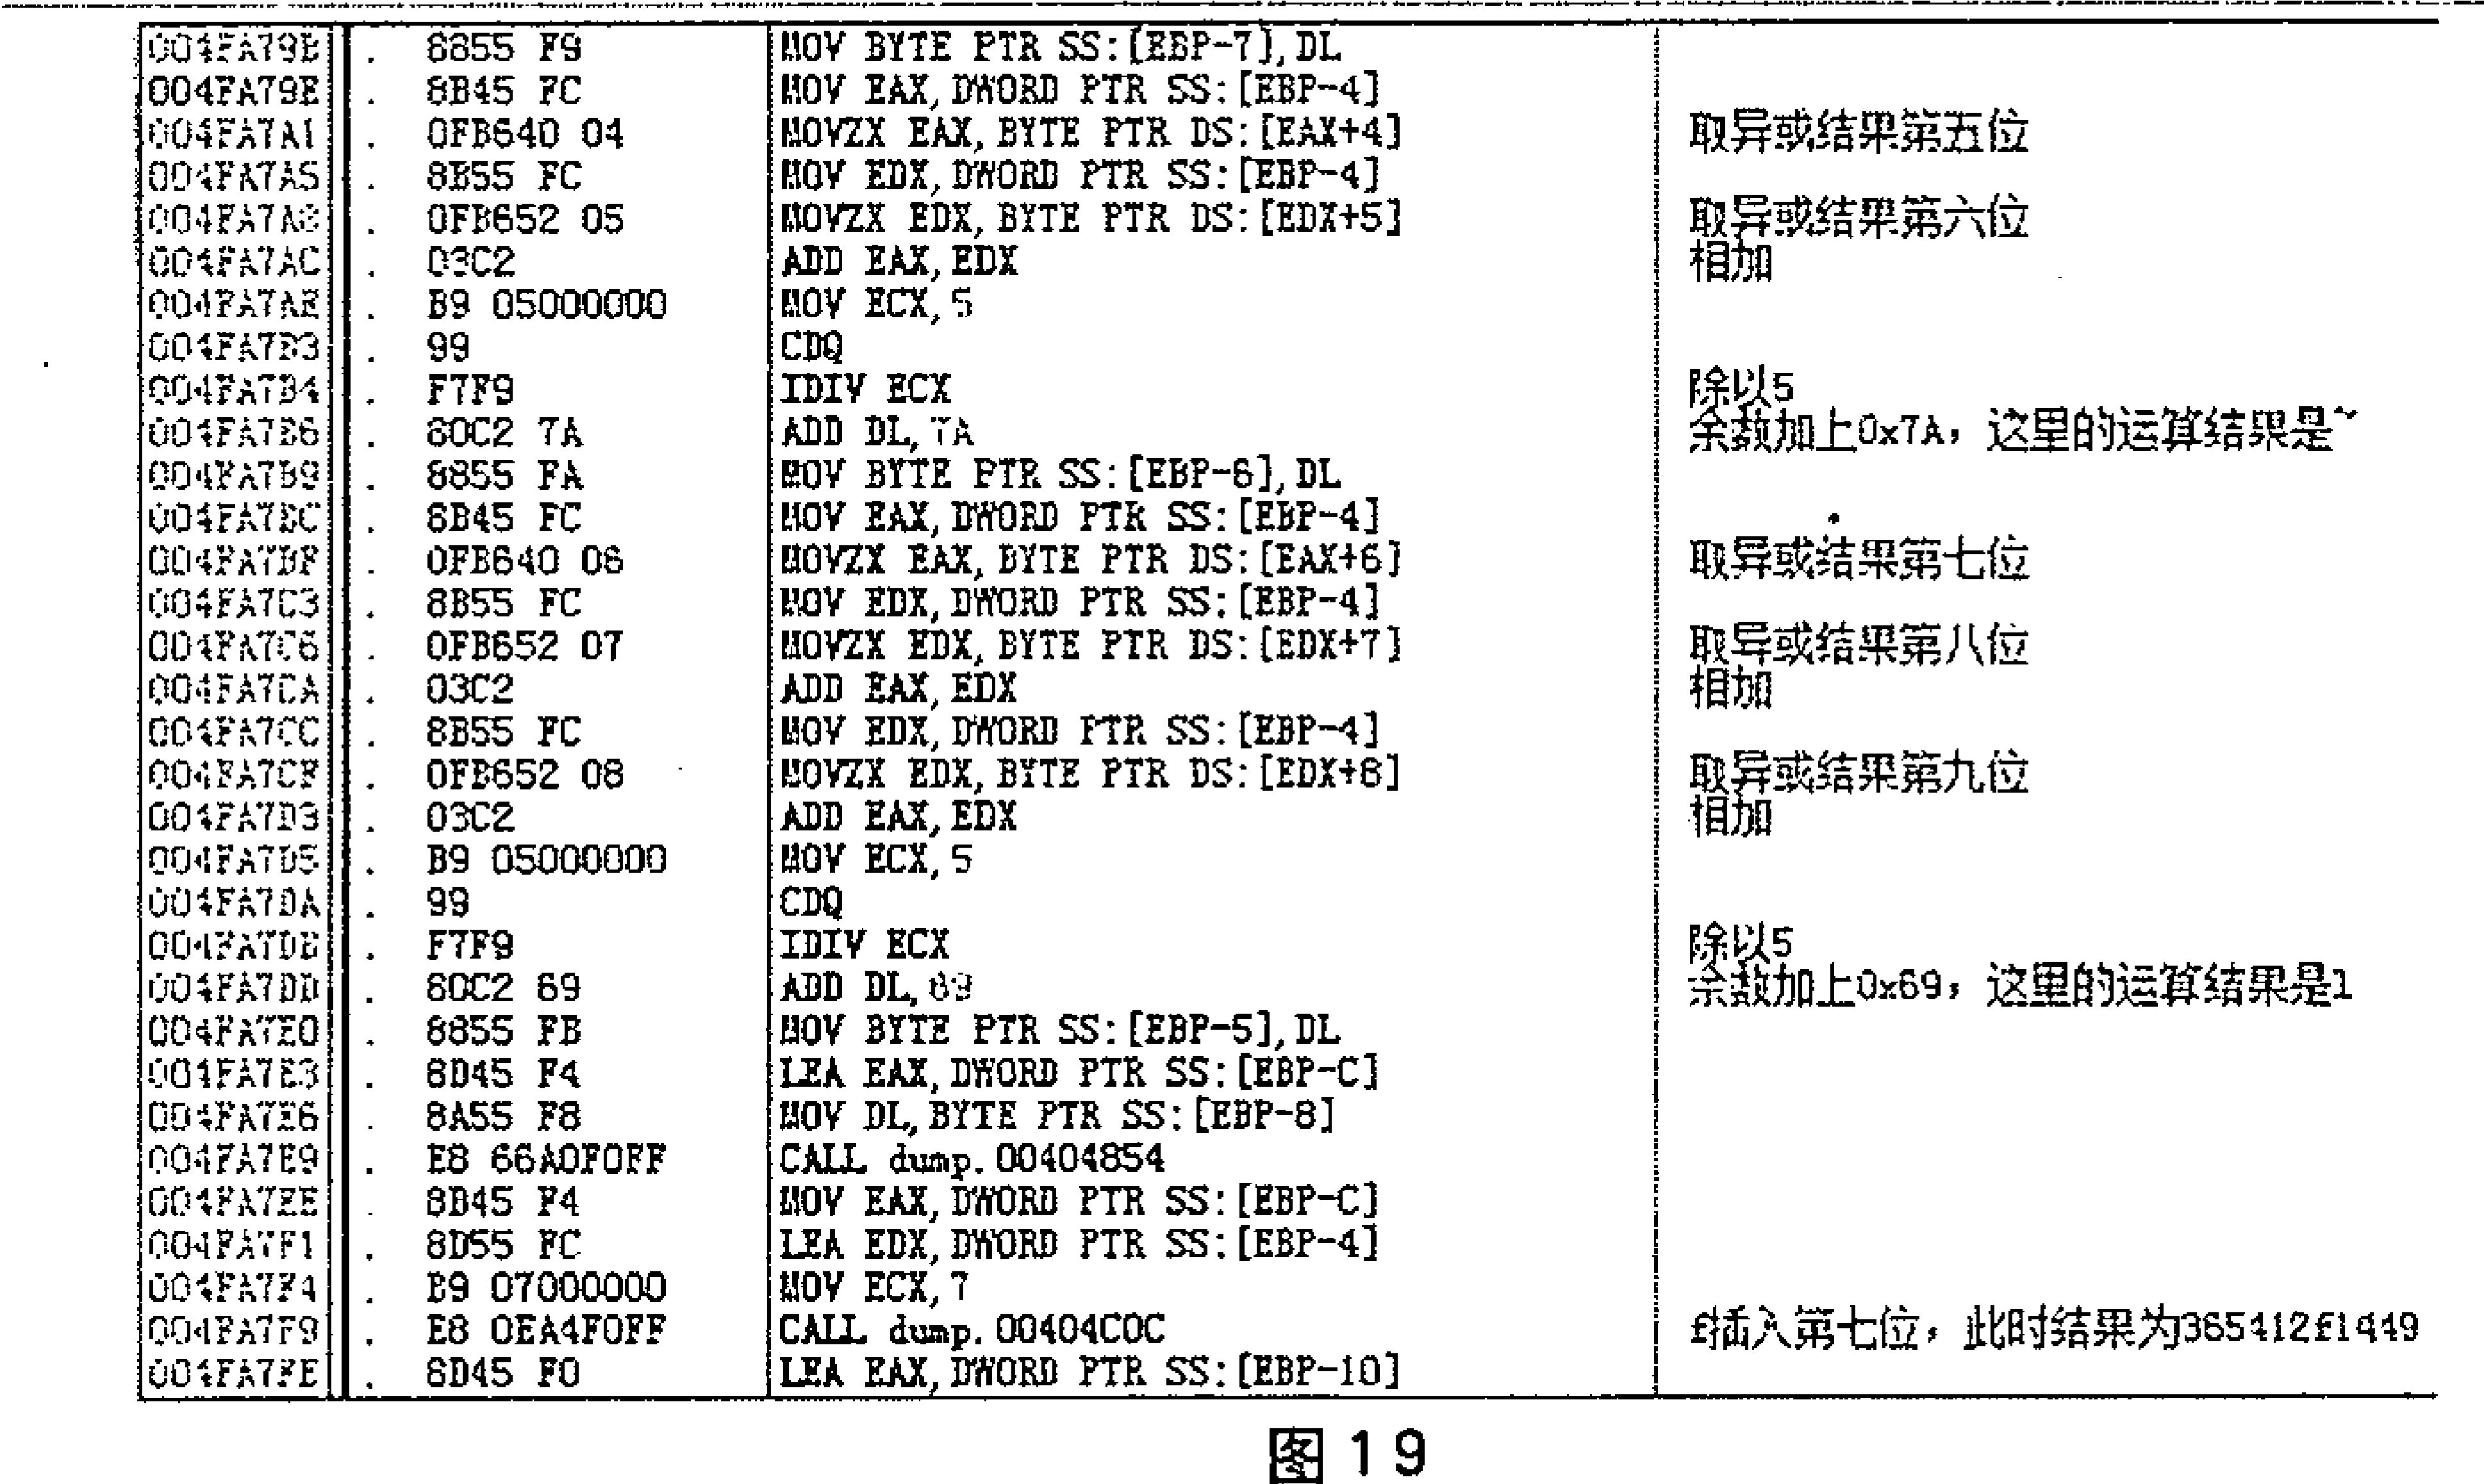 004FA79B . 8855 F9 MOV BYTE PTR SS:[EBP-7],DL
004FA79E . 8B45 FC MOV EAX,DWORD PTR SS:[EBP-4]
004FA7A1 . 0FB640 04 MOVZX EAX,BYTE PTR DS:[EAX+4] 取异或结果第五位
004FA7A5 . 8B55 FC MOV EDX,DWORD PTR SS:[EBP-4]
004FA7A8 . 0FB652 05 MOVZX EDX,BYTE PTR DS:[EDX+5] 取异或结果第六位
004FA7AC . 03C2 ADD EAX,EDX 相加
004FA7AE . B9 05000000 MOV ECX,5
004FA7B3 . 99 CDQ
004FA7B4 . F7F9 IDIV ECX 除以5
004FA7B6 . 80C2 7A ADD DL,7A 余数加上0x7A，这里的运算结果是~
004FA7B9 . 8855 FA MOV BYTE PTR SS:[EBP-6],DL
004FA7BC . 8B45 FC MOV EAX,DWORD PTR SS:[EBP-4]
004FA7BF . 0FB640 06 MOVZX EAX,BYTE PTR DS:[EAX+6] 取异或结果第七位
004FA7C3 . 8B55 FC MOV EDX,DWORD PTR SS:[EBP-4]
004FA7C6 . 0FB652 07 MOVZX EDX,BYTE PTR DS:[EDX+7] 取异或结果第八位
004FA7CA . 03C2 ADD EAX,EDX 相加
004FA7CC . 8B55 FC MOV EDX,DWORD PTR SS:[EBP-4]
004FA7CF . 0FB652 08 MOVZX EDX,BYTE PTR DS:[EDX+8] 取异或结果第九位
004FA7D3 . 03C2 ADD EAX,EDX 相加
004FA7D5 . B9 05000000 MOV ECX,5
004FA7DA . 99 CDQ
004FA7DB . F7F9 IDIV ECX 除以5
004FA7DD . 80C2 69 ADD DL,69 余数加上0x69，这里的运算结果是l
004FA7E0 . 8855 FB MOV BYTE PTR SS:[EBP-5],DL
004FA7E3 . 8D45 F4 LEA EAX,DWORD PTR SS:[EBP-C]
004FA7E6 . 8A55 F8 MOV DL,BYTE PTR SS:[EBP-8]
004FA7E9 . E8 66A0F0FF CALL dump.00404854
004FA7EE . 8B45 F4 MOV EAX,DWORD PTR SS:[EBP-C]
004FA7F1 . 8D55 FC LEA EDX,DWORD PTR SS:[EBP-4]
004FA7F4 . B9 07000000 MOV ECX,7
004FA7F9 . E8 0EA4F0FF CALL dump.00404C0C f插入第七位，此时结果为365412f1449
004FA7FE . 8D45 F0 LEA EAX,DWORD PTR SS:[EBP-10]
图19